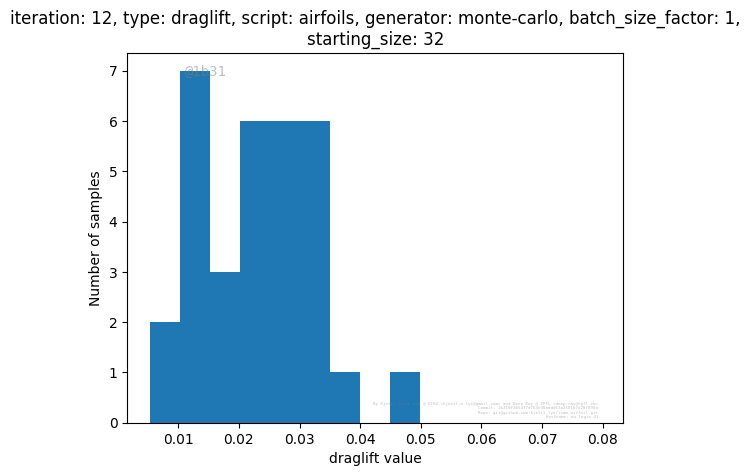 iteration: 12, type: draglift, script: airfoils, generator: monte-carlo, batch_size_factor: 1,
starting_size: 32
7
@1b31
6
5
4
3
2
1
0
Number of samples
0.01 0.02 0.03 0.04 0.05 0.06 0.07 0.08
draglift value